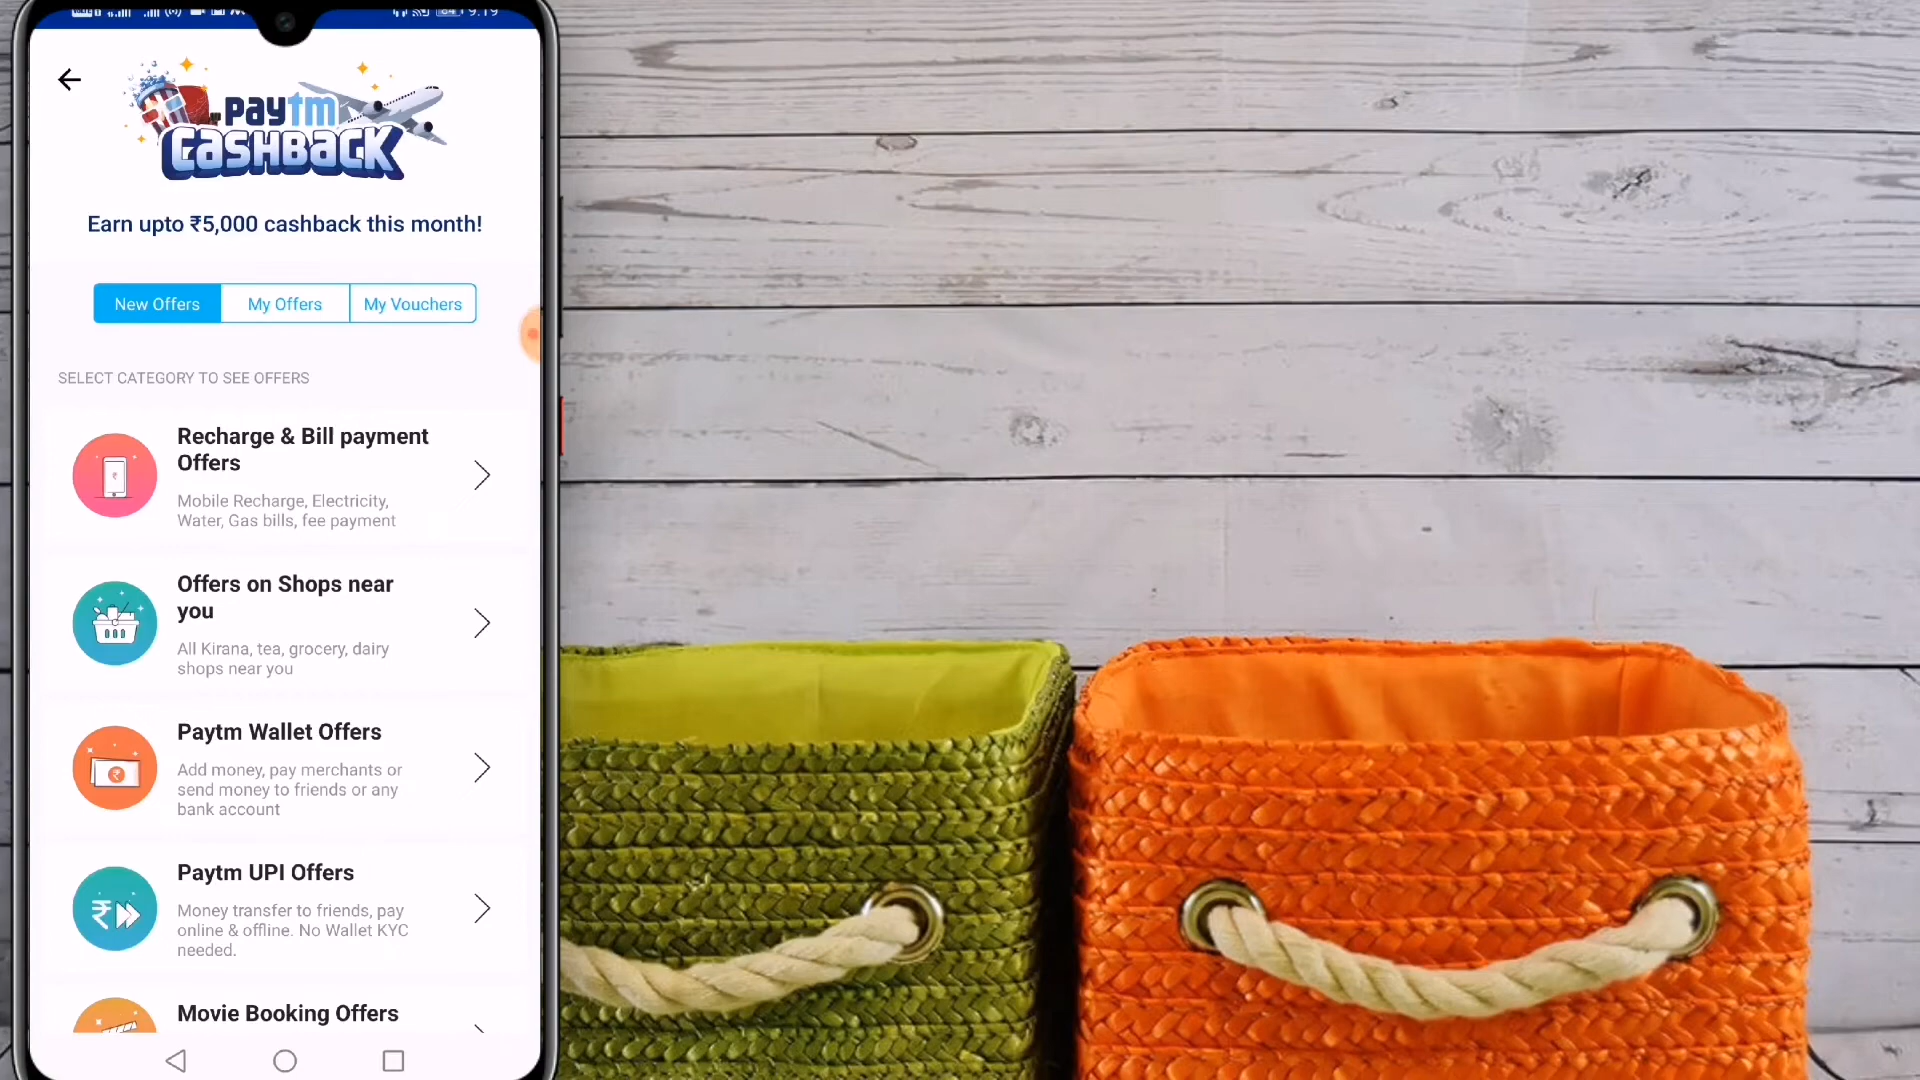 9:19
paytm
CASHBACK
Earn upto ₹5,000 cashback this month!
New Offers
My Offers
My Vouchers
SELECT CATEGORY TO SEE OFFERS
Recharge & Bill payment
Offers
Mobile Recharge, Electricity,
Water, Gas bills, fee payment
Offers on Shops near
you
All Kirana, tea, grocery, dairy
shops near you
Paytm Wallet Offers
Add money, pay merchants or
send money to friends or any
bank account
Paytm UPI Offers
Money transfer to friends, pay
online & offline. No Wallet KYC
needed.
Movie Booking Offers